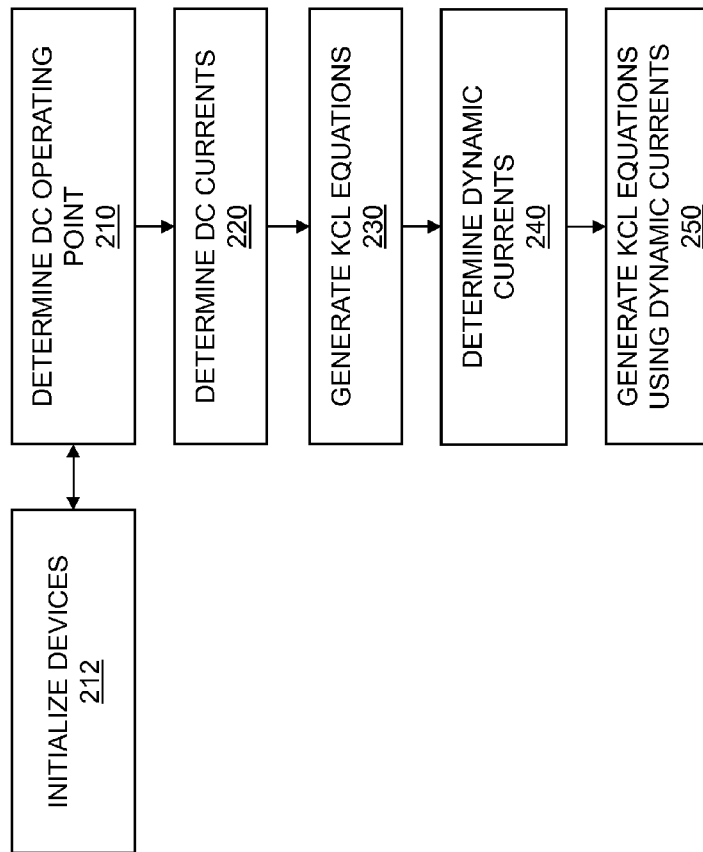 DETERMINE DC OPERATING
POINT
210
INITIALIZE DEVICES
212
DETERMINE DC CURRENTS
220
GENERATE KCL EQUATIONS
230
DETERMINE DYNAMIC
CURRENTS
240
GENERATE KCL EQUATIONS
USING DYNAMIC CURRENTS
250